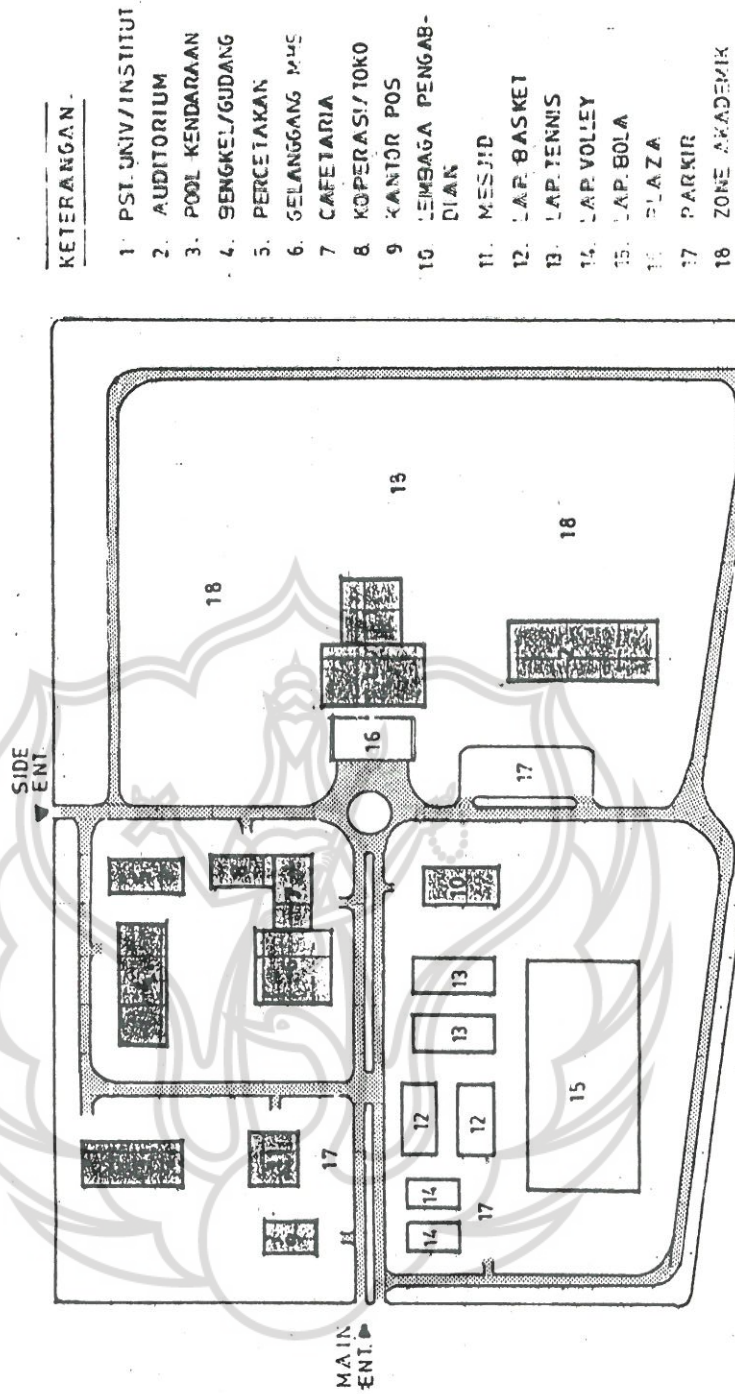 KETERANGAN.
1 PST. UNIV/INSTITUT
2. AUDITORIUM
3. POOL KENDARAAN
4. BENGKEL/GUDANG
5. PERCETAKAN
6. GELANGGANG MHS
7 CAFETARIA
8. KOPERASI/TOKO
9 KANTOR POS
10. LEMBAGA PENGAB-
DIAN
11. MESJID
12. LAP. BASKET
13. LAP. TENNIS
14. LAP. VOLLEY
15. LAP. BOLA
16. PLAZA
17 PARKIR
18 ZONE AKADEMIK
SIDE
ENT.
MAIN
ENT.
18
18
18
16
17
10
13
13
12
12
14
14
15
17
17
7